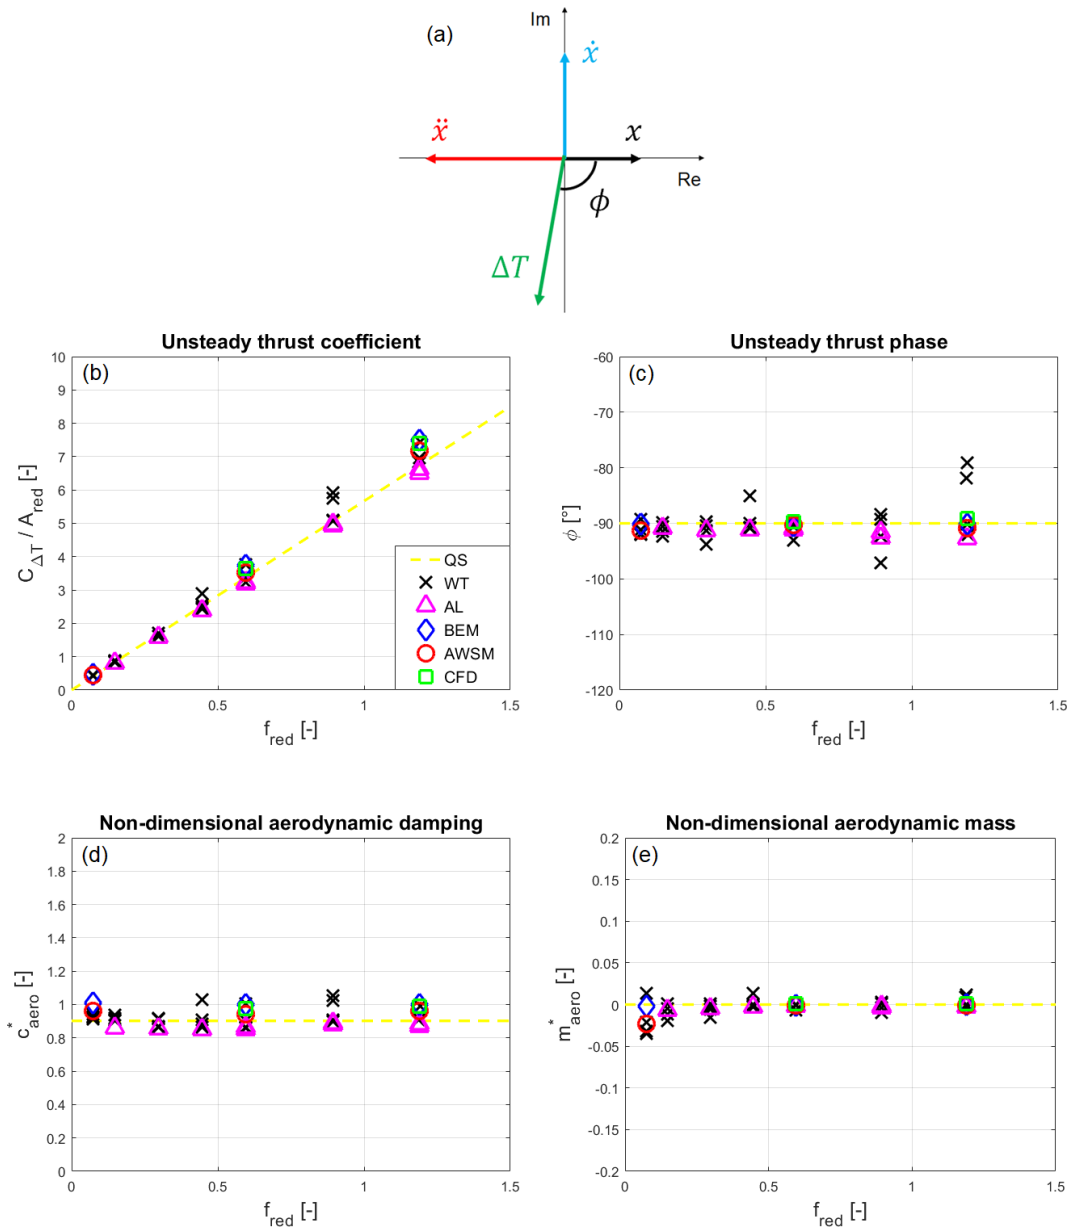 Im
(a)
ẋ
ẍ
x
Re
ϕ
ΔT
Unsteady thrust coefficient
(b)
10
9
8
7
6
5
4
3
2
1
0
C_ΔT / A_red [-]
QS
WT
AL
BEM
AWSM
CFD
0 0.5 1 1.5
f_red [-]
Unsteady thrust phase
(c)
-60
-70
-80
-90
-100
-110
-120
ϕ [°]
0 0.5 1 1.5
f_red [-]
Non-dimensional aerodynamic damping
(d)
2
1.8
1.6
1.4
1.2
1
0.8
0.6
0.4
0.2
0
c*_aero [-]
0 0.5 1 1.5
f_red [-]
Non-dimensional aerodynamic mass
(e)
0.2
0.15
0.1
0.05
0
-0.05
-0.1
-0.15
-0.2
m*_aero [-]
0 0.5 1 1.5
f_red [-]